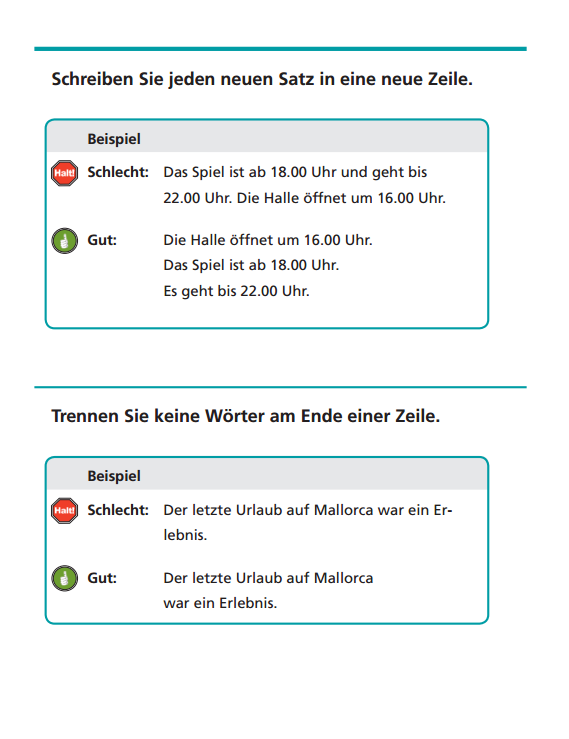 Schreiben Sie jeden neuen Satz in eine neue Zeile.
Beispiel
Halt! Schlecht: Das Spiel ist ab 18.00 Uhr und geht bis
22.00 Uhr. Die Halle öffnet um 16.00 Uhr.
Gut: Die Halle öffnet um 16.00 Uhr.
Das Spiel ist ab 18.00 Uhr.
Es geht bis 22.00 Uhr.
Trennen Sie keine Wörter am Ende einer Zeile.
Beispiel
Halt! Schlecht: Der letzte Urlaub auf Mallorca war ein Er-
lebnis.
Gut: Der letzte Urlaub auf Mallorca
war ein Erlebnis.